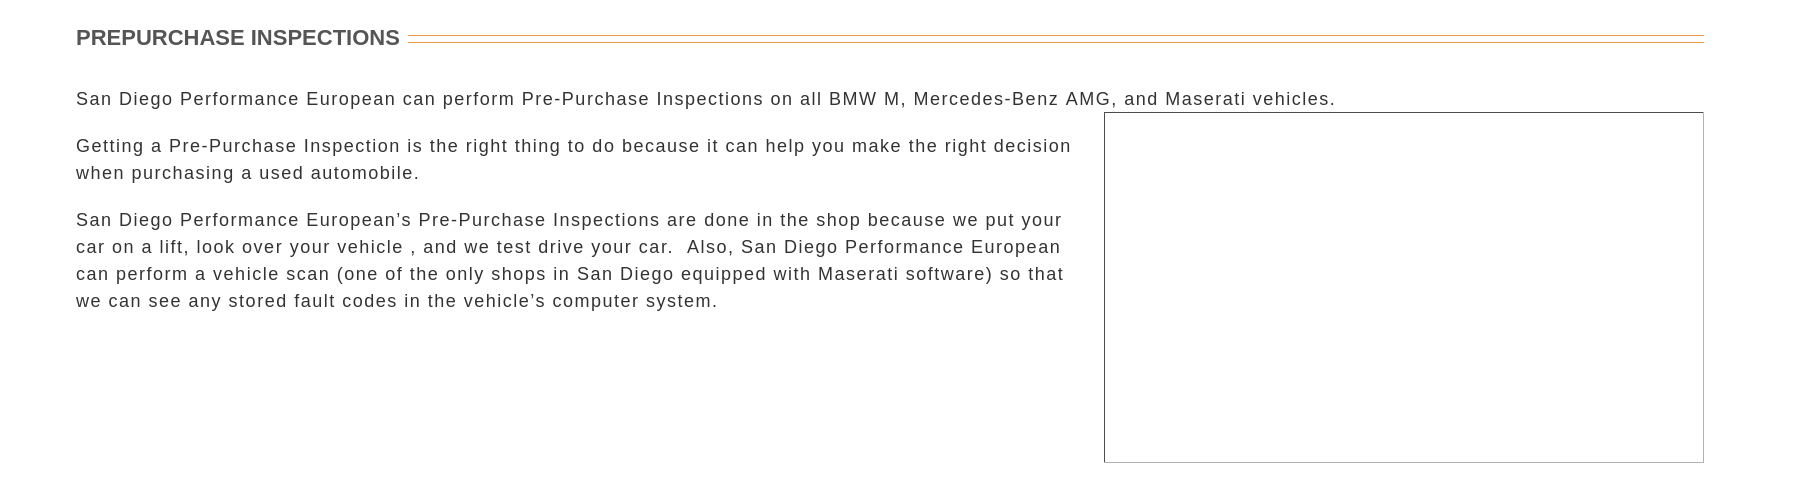 PREPURCHASE INSPECTIONS
San Diego Performance European can perform Pre-Purchase Inspections on all BMW M, Mercedes-Benz AMG, and Maserati vehicles.
Getting a Pre-Purchase Inspection is the right thing to do because it can help you make the right decision
when purchasing a used automobile.
San Diego Performance European’s Pre-Purchase Inspections are done in the shop because we put your
car on a lift, look over your vehicle , and we test drive your car.  Also, San Diego Performance European
can perform a vehicle scan (one of the only shops in San Diego equipped with Maserati software) so that
we can see any stored fault codes in the vehicle’s computer system.